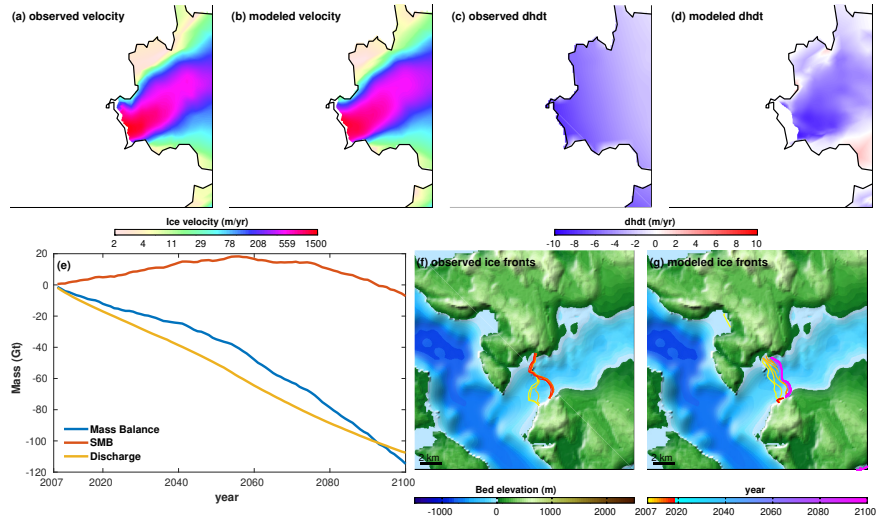 (a) observed velocity
(b) modeled velocity
(c) observed dhdt
(d) modeled dhdt
Ice velocity (m/yr)
2 4 11 29 78 208 559 1500
dhdt (m/yr)
-10 -8 -6 -4 -2 0 2 4 6 8 10
(e)
Mass (Gt)
20
0
-20
-40
-60
-80
-100
-120
Mass Balance
SMB
Discharge
2007 2020 2040 2060 2080 2100
year
(f) observed ice fronts
2 km
(g) modeled ice fronts
2 km
Bed elevation (m)
-1000 0 1000 2000
year
2007 2020 2040 2060 2080 2100